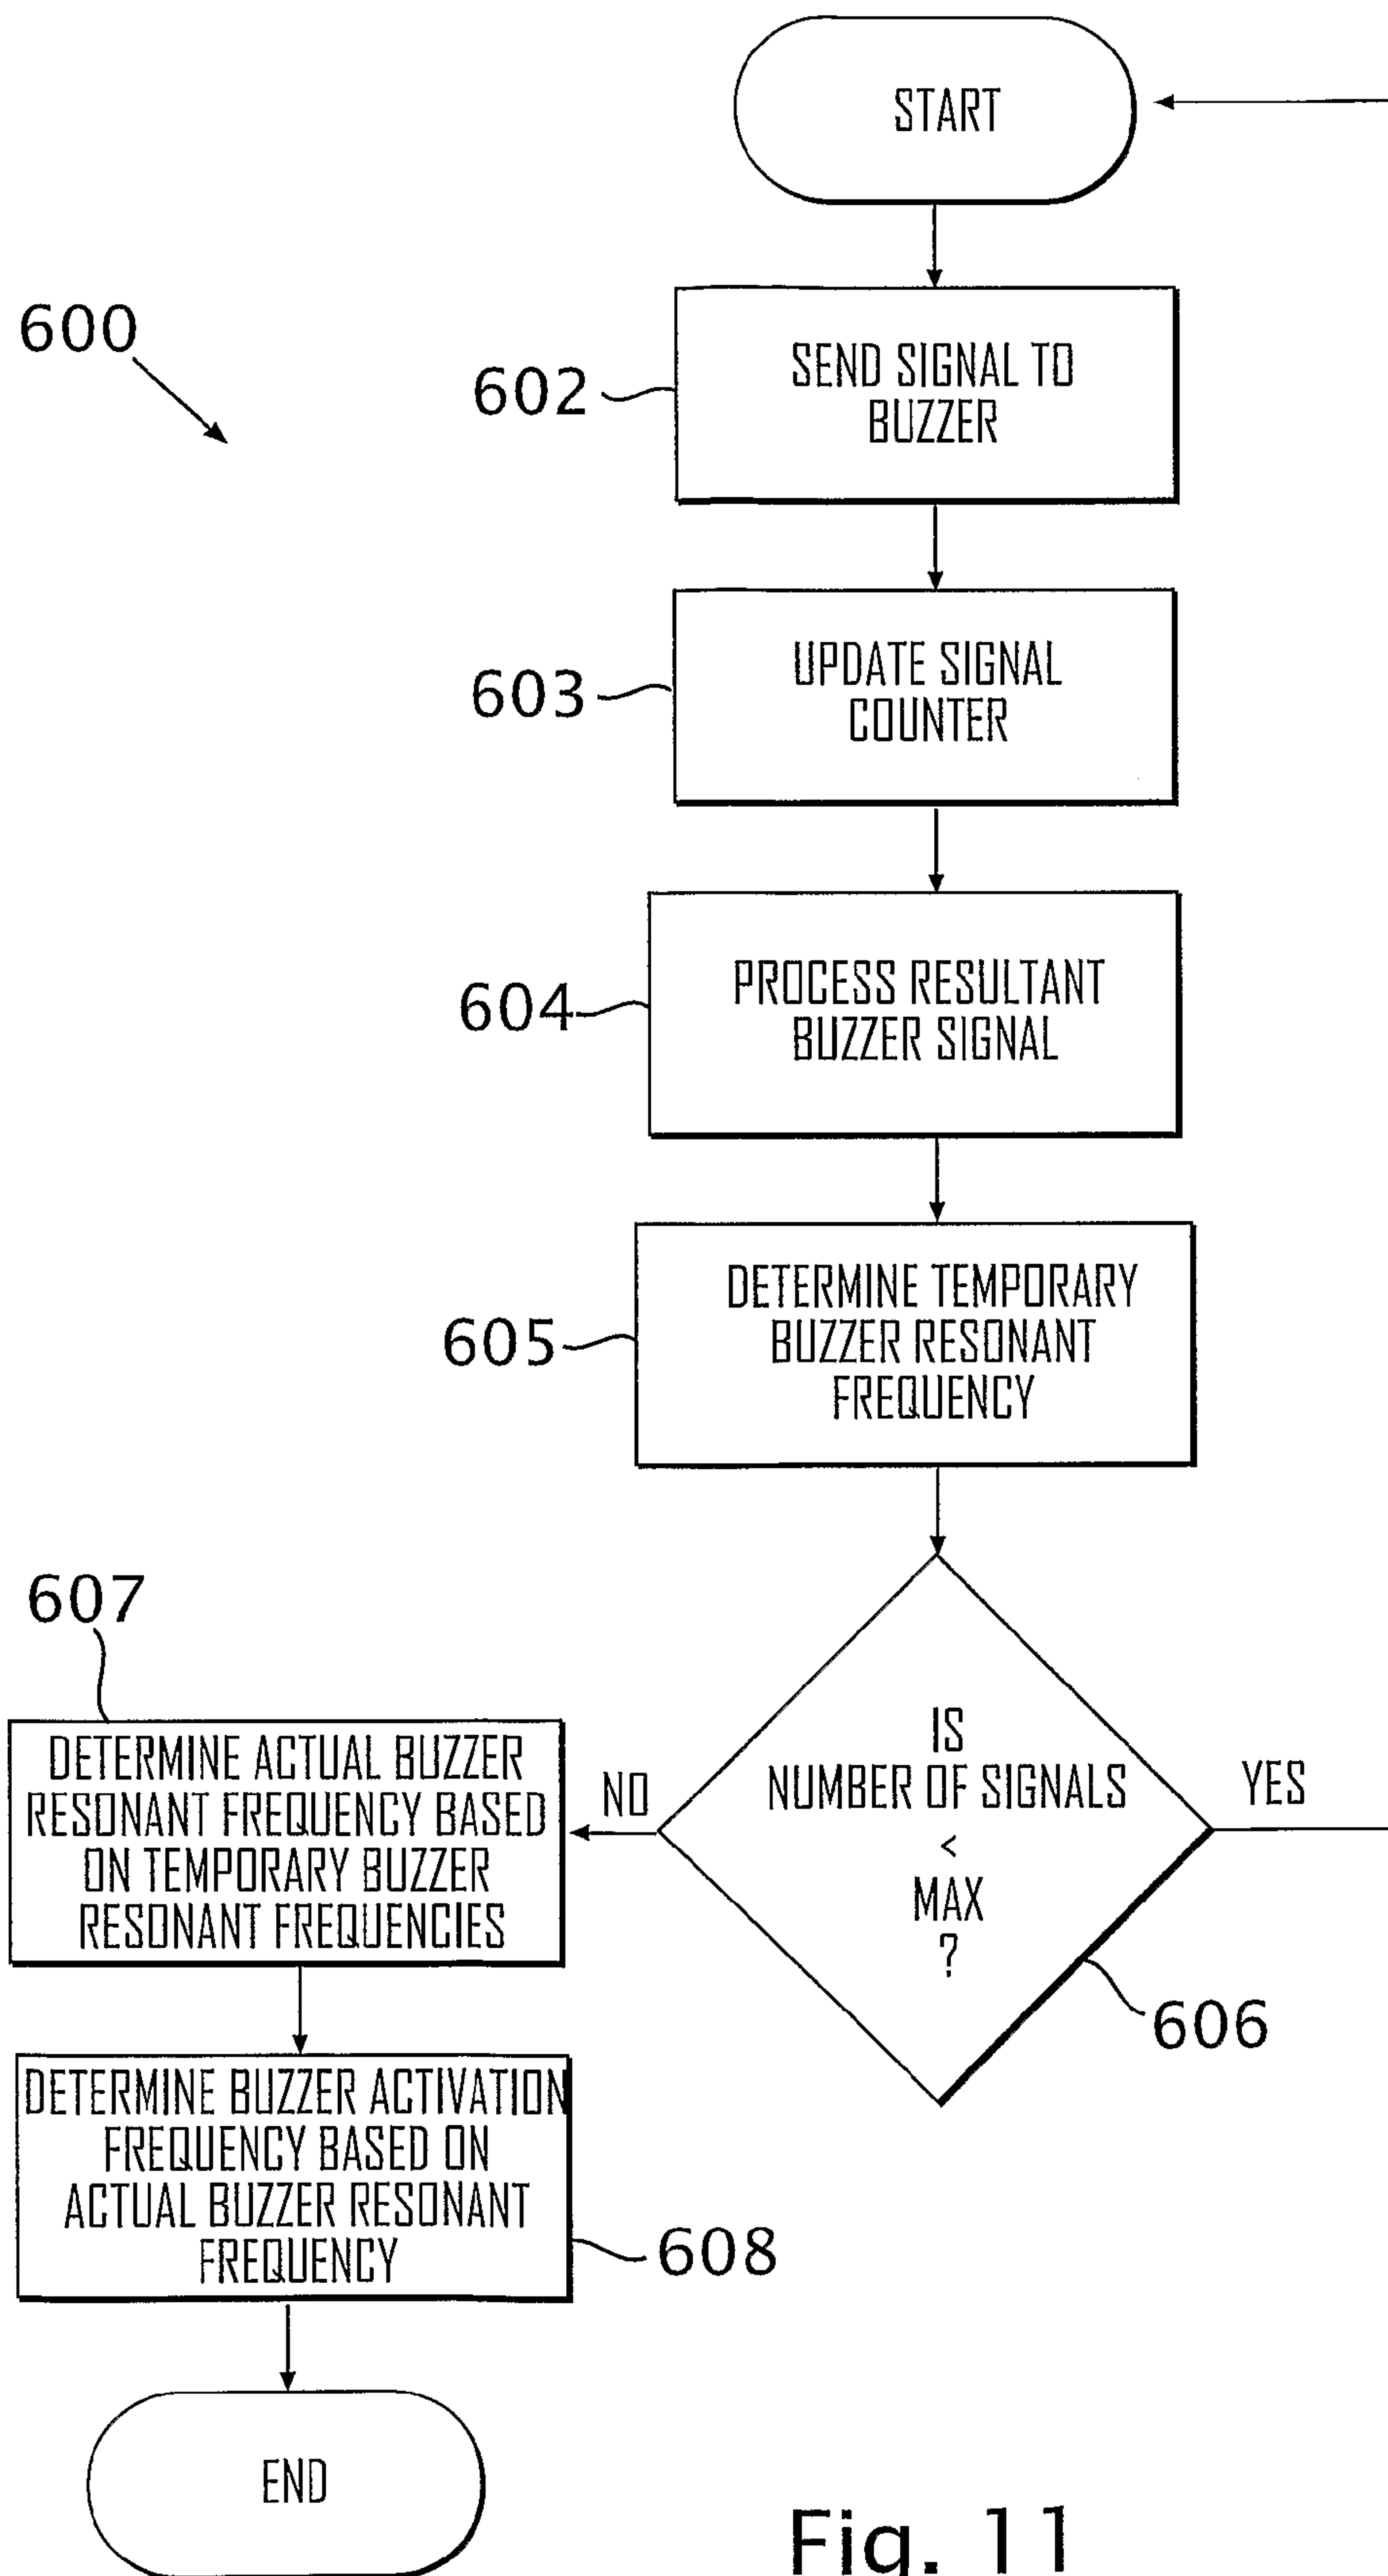 START
600
602
SEND SIGNAL TO
BUZZER
603
UPDATE SIGNAL
COUNTER
604
PROCESS RESULTANT
BUZZER SIGNAL
605
DETERMINE TEMPORARY
BUZZER RESONANT
FREQUENCY
IS
NUMBER OF SIGNALS
<
MAX
?
YES
NO
606
607
DETERMINE ACTUAL BUZZER
RESONANT FREQUENCY BASED
ON TEMPORARY BUZZER
RESONANT FREQUENCIES
DETERMINE BUZZER ACTIVATION
FREQUENCY BASED ON
ACTUAL BUZZER RESONANT
FREQUENCY
608
END
Fig. 11